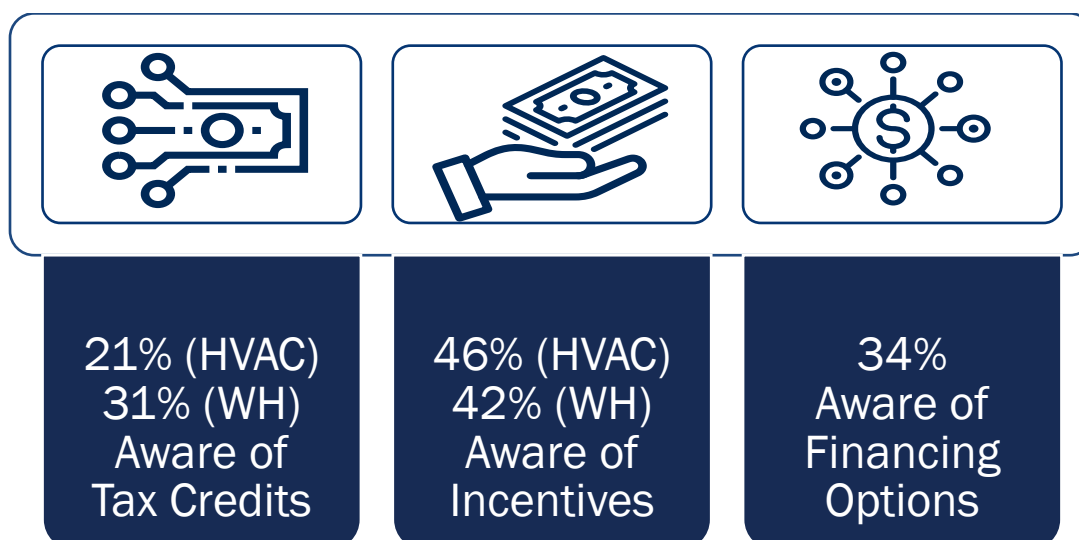 21% (HVAC)
31% (WH)
Aware of
Tax Credits
46% (HVAC)
42% (WH)
Aware of
Incentives
34%
Aware of
Financing
Options